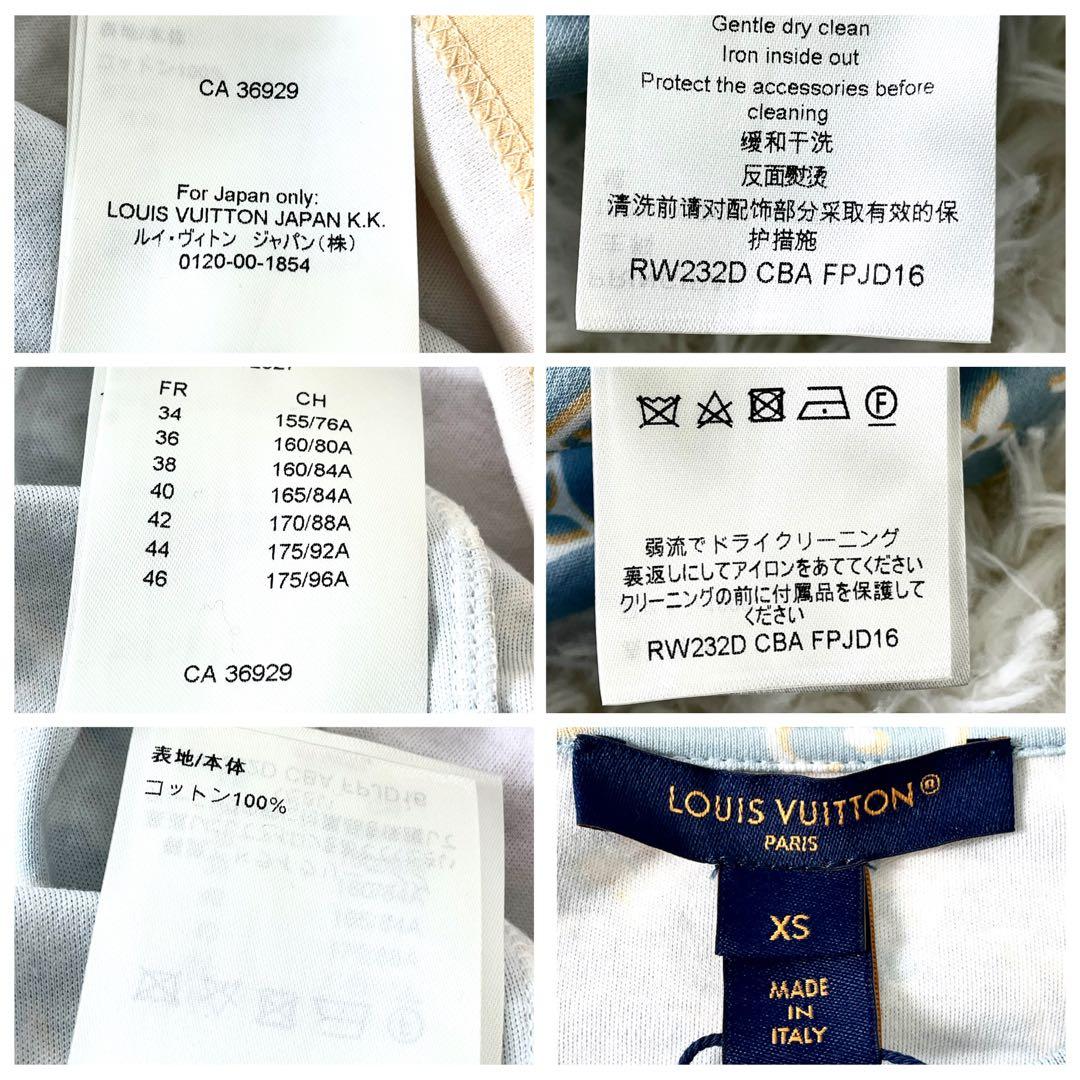 CA 36929
For Japan only:
LOUIS VUITTON JAPAN K.K.
ルイ・ヴィトン ジャパン(株)
0120-00-1854
Gentle dry clean
Iron inside out
Protect the accessories before
cleaning
缓和干洗
反面熨烫
清洗前请对配饰部分采取有效的保
护措施
RW232D CBA FPJD16
FR CH
34 155/76A
36 160/80A
38 160/84A
40 165/84A
42 170/88A
44 175/92A
46 175/96A
CA 36929
F
弱流でドライクリーニング
裏返しにしてアイロンをあててください
クリーニングの前に付属品を保護して
ください
RW232D CBA FPJD16
表地/本体
コットン100%
LOUIS VUITTON®
PARIS
XS
MADE
IN
ITALY